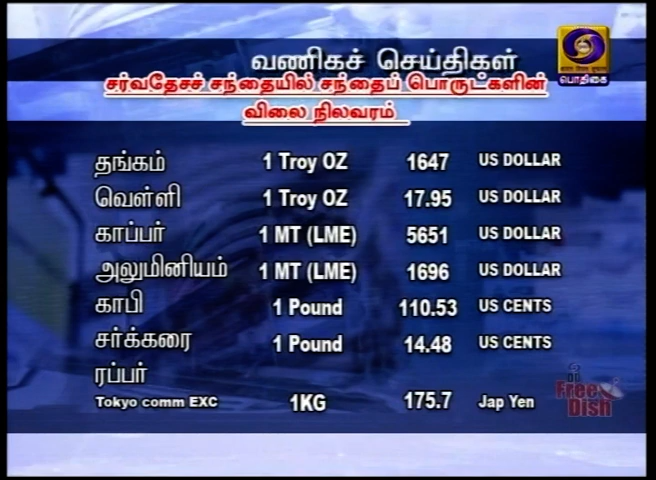 வணிகச் செய்திகள்
பொதிகை
சர்வதேசச் சந்தையில் சந்தைப் பொருட்களின்
விலை நிலவரம்
தங்கம் 1 Troy OZ 1647 US DOLLAR
வெள்ளி 1 Troy OZ 17.95 US DOLLAR
காப்பர் 1 MT (LME) 5651 US DOLLAR
அலுமினியம் 1 MT (LME) 1696 US DOLLAR
காபி 1 Pound 110.53 US CENTS
சர்க்கரை 1 Pound 14.48 US CENTS
ரப்பர்
Tokyo comm EXC 1KG 175.7 Jap Yen
DD
Free
Dish